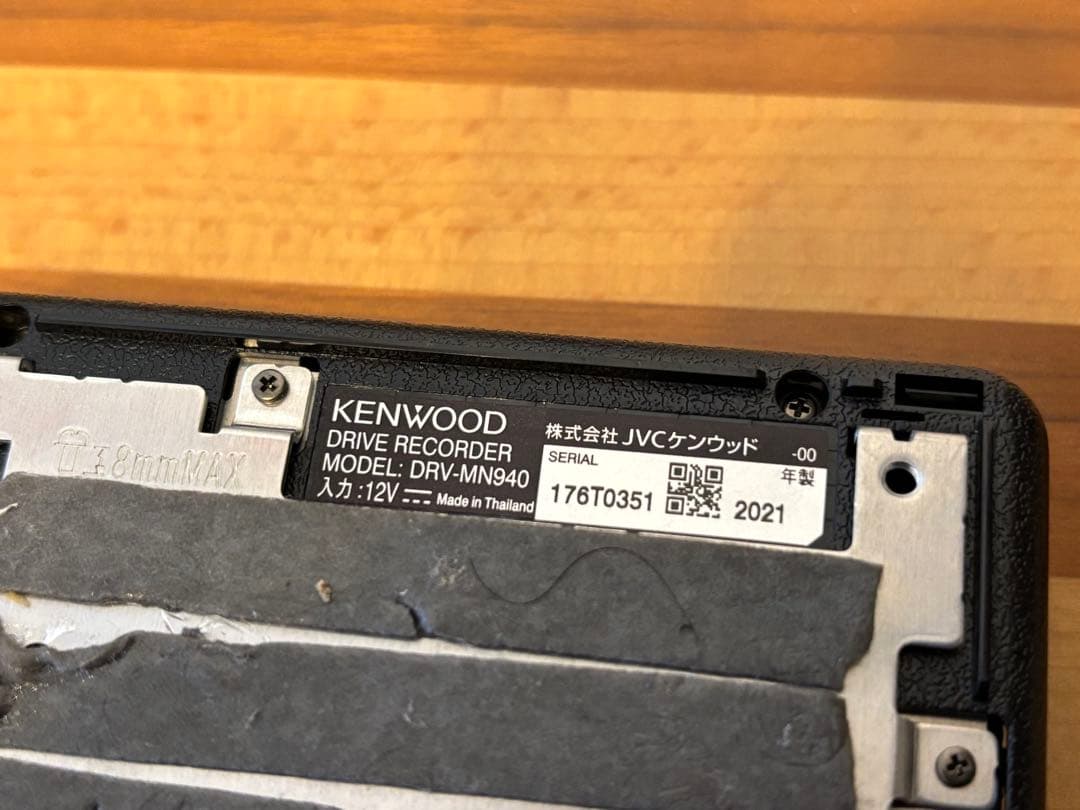 KENWOOD
DRIVE RECORDER
MODEL: DRV-MN940
入力:12V Made in Thailand
株式会社 JVCケンウッド -00
SERIAL 年製
176T0351 2021
8mmMAX